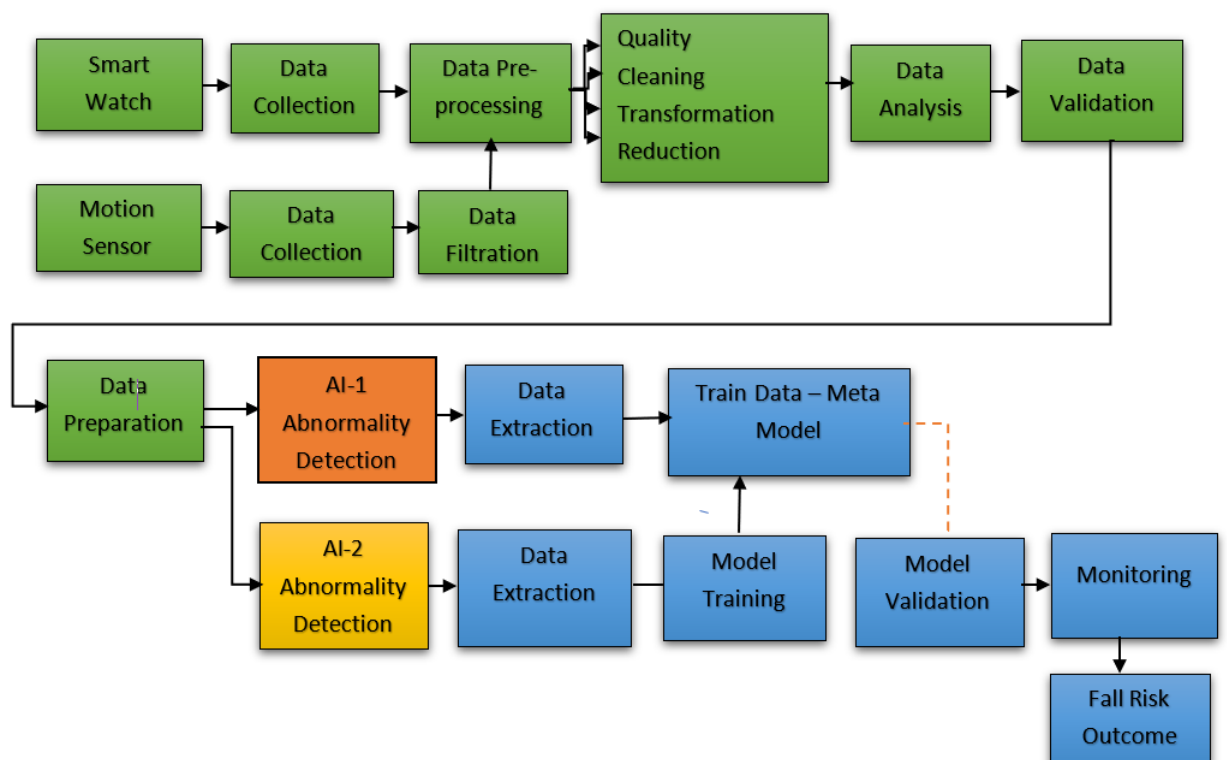 Smart
Watch
Data
Collection
Data Pre-
processing
Quality
Cleaning
Transformation
Reduction
Data
Analysis
Data
Validation
Motion
Sensor
Data
Collection
Data
Filtration
Data
Preparation
AI-1
Abnormality
Detection
Data
Extraction
Train Data – Meta
Model
AI-2
Abnormality
Detection
Data
Extraction
Model
Training
Model
Validation
Monitoring
Fall Risk
Outcome